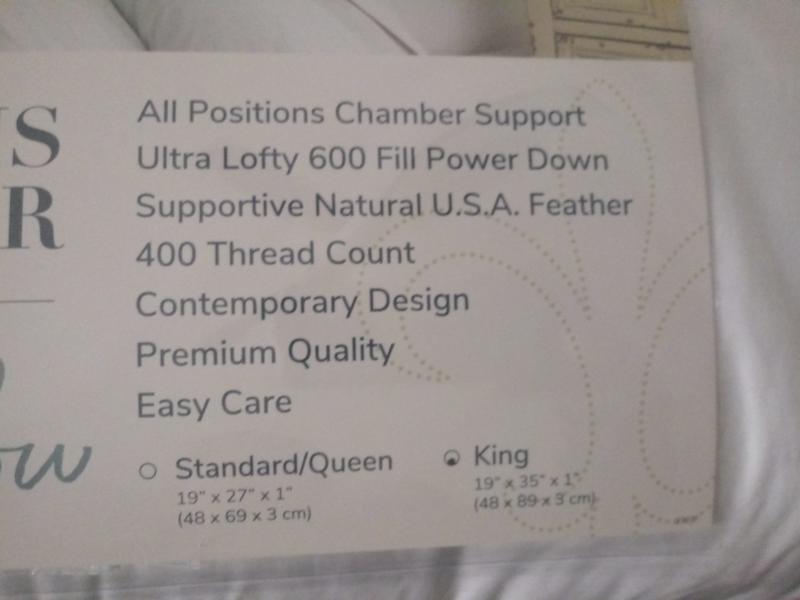 All Positions Chamber Support
Ultra Lofty 600 Fill Power Down
Supportive Natural U.S.A. Feather
400 Thread Count
Contemporary Design
Premium Quality
Easy Care
Standard/Queen
19" x 27" x 1"
(48 x 69 x 3 cm)
King
19" x 35" x 1"
(48 x 89 x 3 cm)